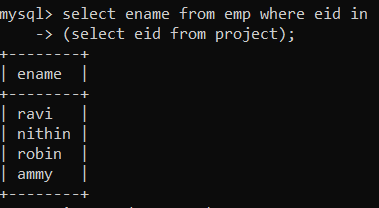 mysql> select ename from emp where eid in
    -> (select eid from project);
+--------+
| ename  |
+--------+
| ravi   |
| nithin |
| robin  |
| ammy   |
+--------+